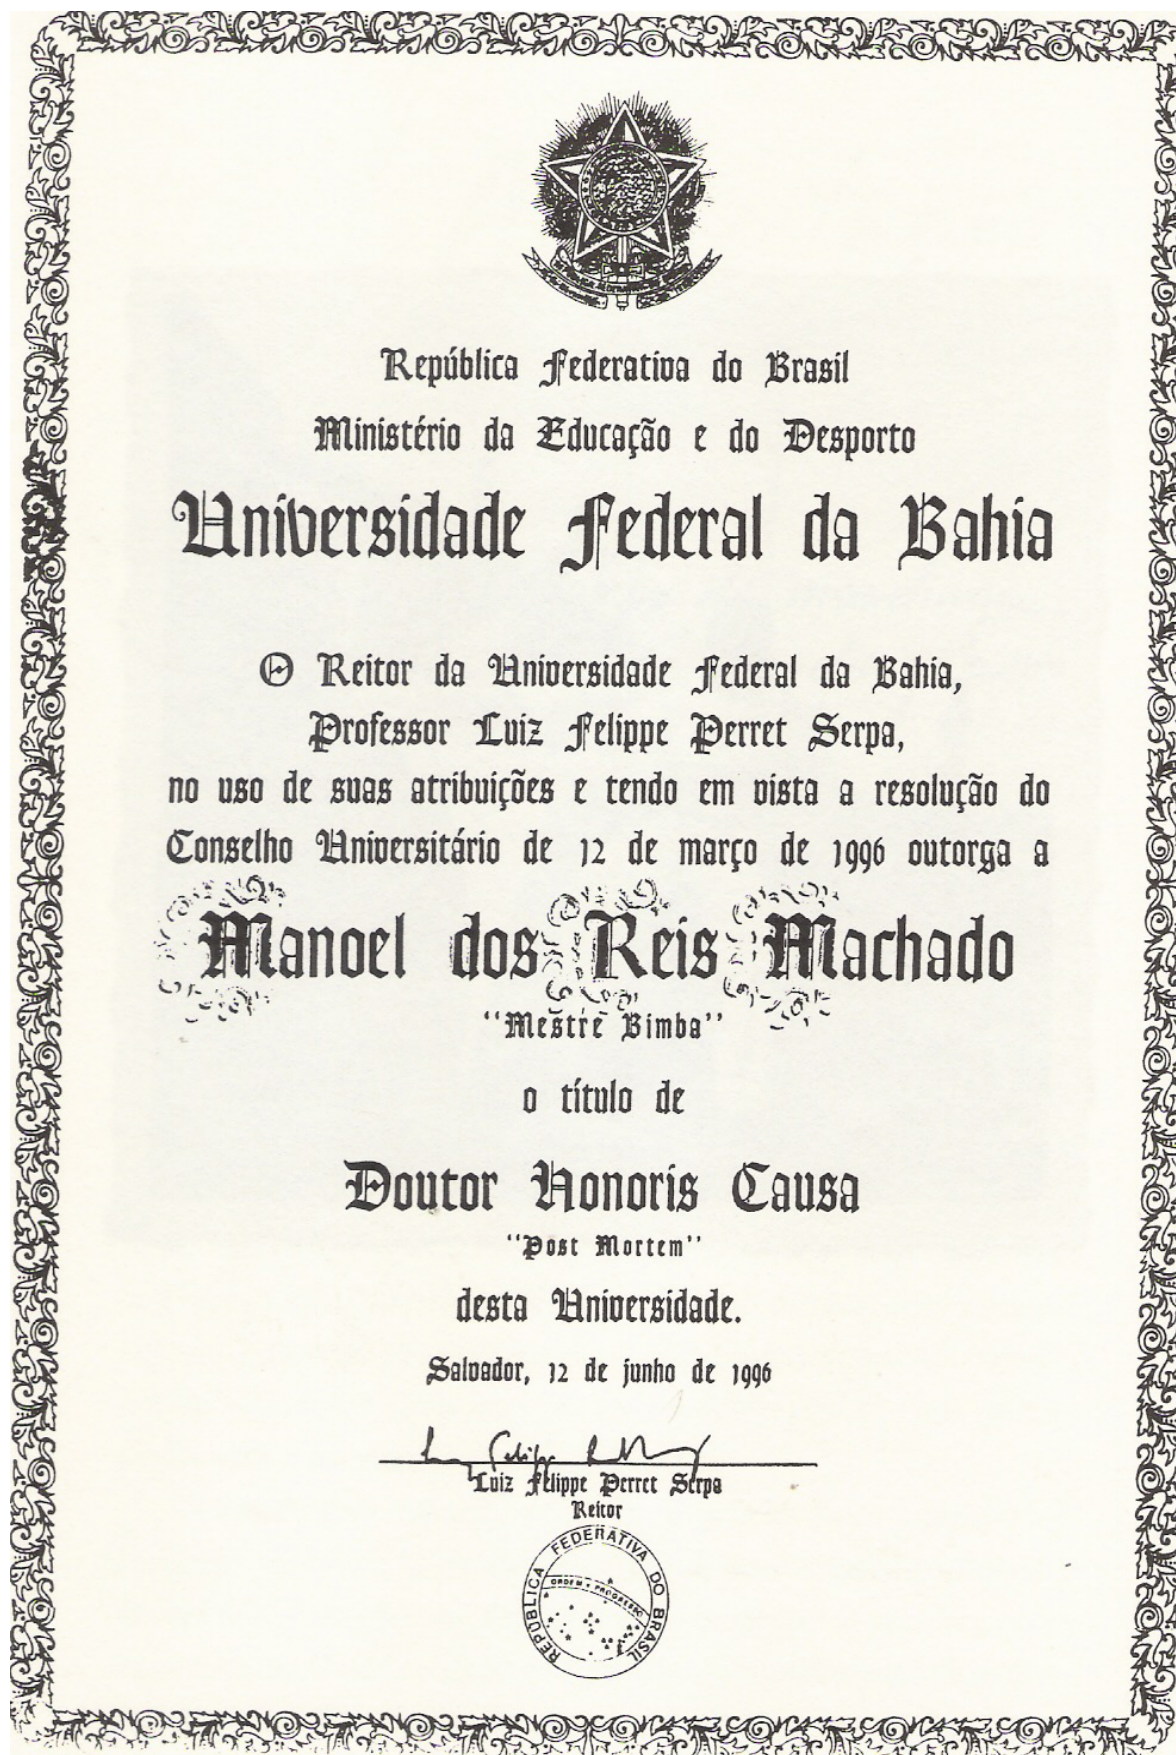 República Federativa do Brasil
Ministério da Educação e do Desporto
Universidade Federal da Bahia
O Reitor da Universidade Federal da Bahia,
Professor Luiz Felippe Perret Serpa,
no uso de suas atribuições e tendo em vista a resolução do
Conselho Universitário de 12 de março de 1996 outorga a
Manoel dos Reis Machado
"Mestre Bimba"
o título de
Doutor Honoris Causa
"Post Mortem"
desta Universidade.
Salvador, 12 de junho de 1996
Luiz Felippe Perret Serpa
Reitor
REPÚBLICA FEDERATIVA DO BRASIL
ORDEM E PROGRESSO